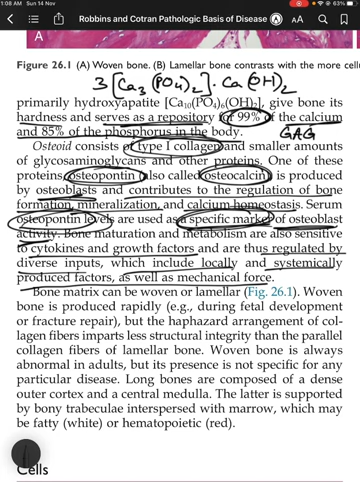 1:08 AM Sun 14 Nov
63%
Robbins and Cotran Pathologic Basis of Disease
AA
A
Figure 26.1 (A) Woven bone. (B) Lamellar bone contrasts with the more cell
3[Ca3(PO4)2]. Ca(OH)2
primarily hydroxyapatite [Ca10(PO4)6(OH)2], give bone its
hardness and serves as a repository for 99% of the calcium
and 85% of the phosphorus in the body.
GAG
Osteoid consists of type I collagen and smaller amounts
of glycosaminoglycans and other proteins. One of these
proteins, osteopontin (also called osteocalcin), is produced
by osteoblasts and contributes to the regulation of bone
formation, mineralization, and calcium homeostasis. Serum
osteopontin levels are used as a specific marker of osteoblast
activity. Bone maturation and metabolism are also sensitive
to cytokines and growth factors and are thus regulated by
diverse inputs, which include locally and systemically
produced factors, as well as mechanical force.
Bone matrix can be woven or lamellar (Fig. 26.1). Woven
bone is produced rapidly (e.g., during fetal development
or fracture repair), but the haphazard arrangement of col-
lagen fibers imparts less structural integrity than the parallel
collagen fibers of lamellar bone. Woven bone is always
abnormal in adults, but its presence is not specific for any
particular disease. Long bones are composed of a dense
outer cortex and a central medulla. The latter is supported
by bony trabeculae interspersed with marrow, which may
be fatty (white) or hematopoietic (red).
Cells